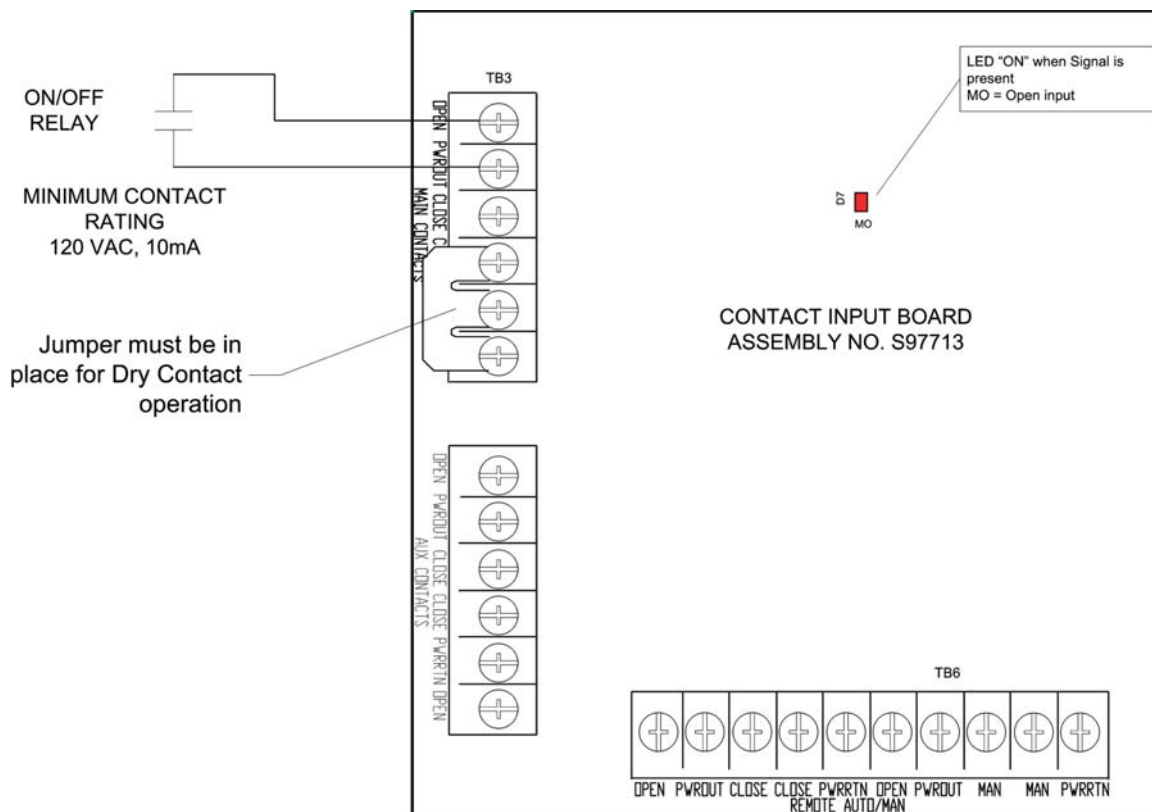 ON/OFF
RELAY
MINIMUM CONTACT
RATING
120 VAC, 10mA
Jumper must be in
place for Dry Contact
operation
TB3
OPEN PWROUT CLOSE C
MAIN CONTACTS
OPEN PWROUT CLOSE CLOSE PWRRTN OPEN
AUX CONTACTS
LED "ON" when Signal is
present
MO = Open input
D7
MO
CONTACT INPUT BOARD
ASSEMBLY NO. S97713
TB6
OPEN PWROUT CLOSE CLOSE PWRRTN OPEN PWROUT MAN MAN PWRRTN
REMOTE AUTO/MAN